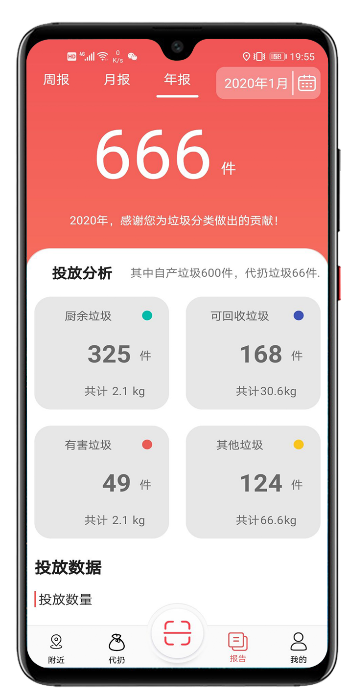 HD 4G 0 K/s 58 19:55
周报 月报 年报 2020年1月
666 件
2020年，感谢您为垃圾分类做出的贡献！
投放分析 其中自产垃圾600件，代扔垃圾66件.
厨余垃圾 可回收垃圾
325 件 168 件
共计 2.1 kg 共计30.6kg
有害垃圾 其他垃圾
49 件 124 件
共计 2.1 kg 共计66.6kg
投放数据
投放数量
附近 代扔 报告 我的